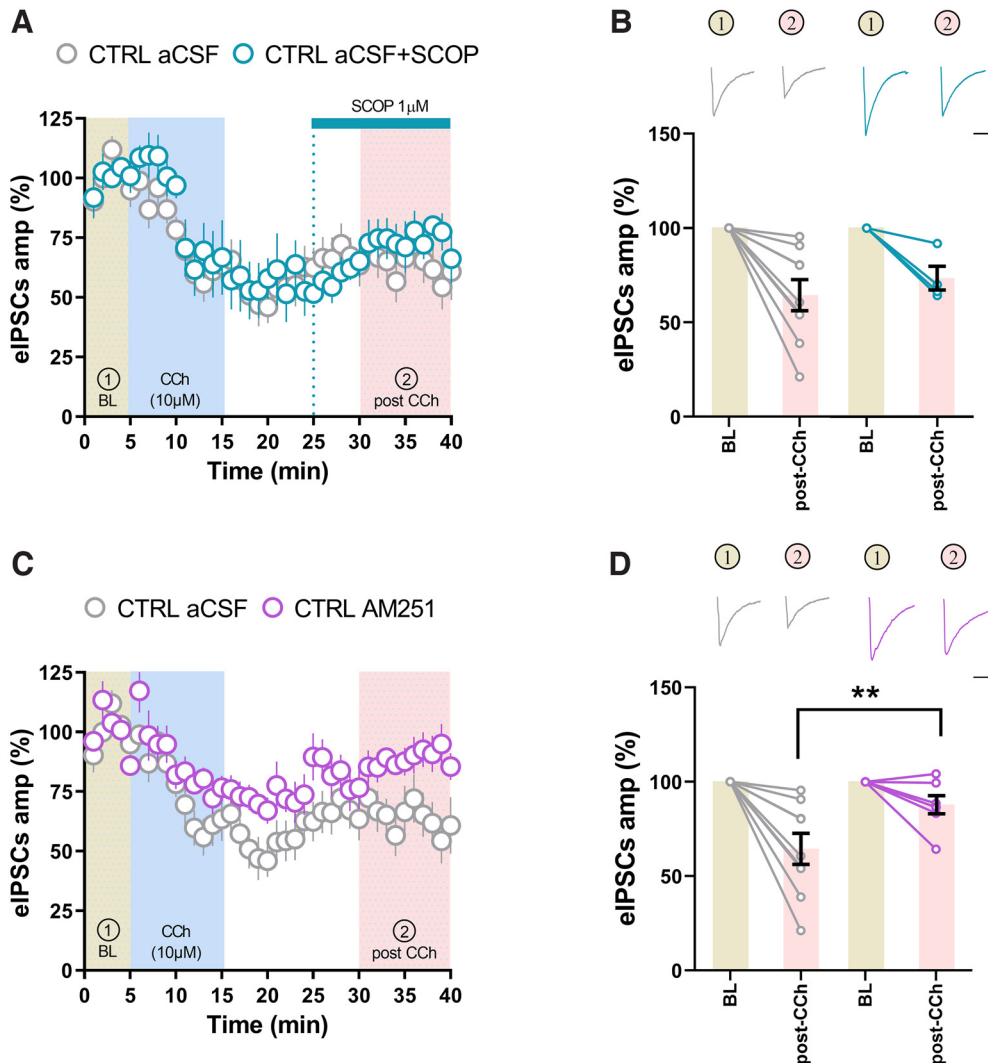 A
CTRL aCSF CTRL aCSF+SCOP
SCOP 1μM
125
100
75
50
25
0
eIPSCs amp (%)
1
BL
CCh
(10μM)
2
post CCh
0 5 10 15 20 25 30 35 40
Time (min)
B
1 2 1 2
150
100
50
0
eIPSCs amp (%)
BL post-CCh BL post-CCh
C
CTRL aCSF CTRL AM251
125
100
75
50
25
0
eIPSCs amp (%)
1
BL
CCh
(10μM)
2
post CCh
0 5 10 15 20 25 30 35 40
Time (min)
D
1 2 1 2
150
**
100
50
0
eIPSCs amp (%)
BL post-CCh BL post-CCh